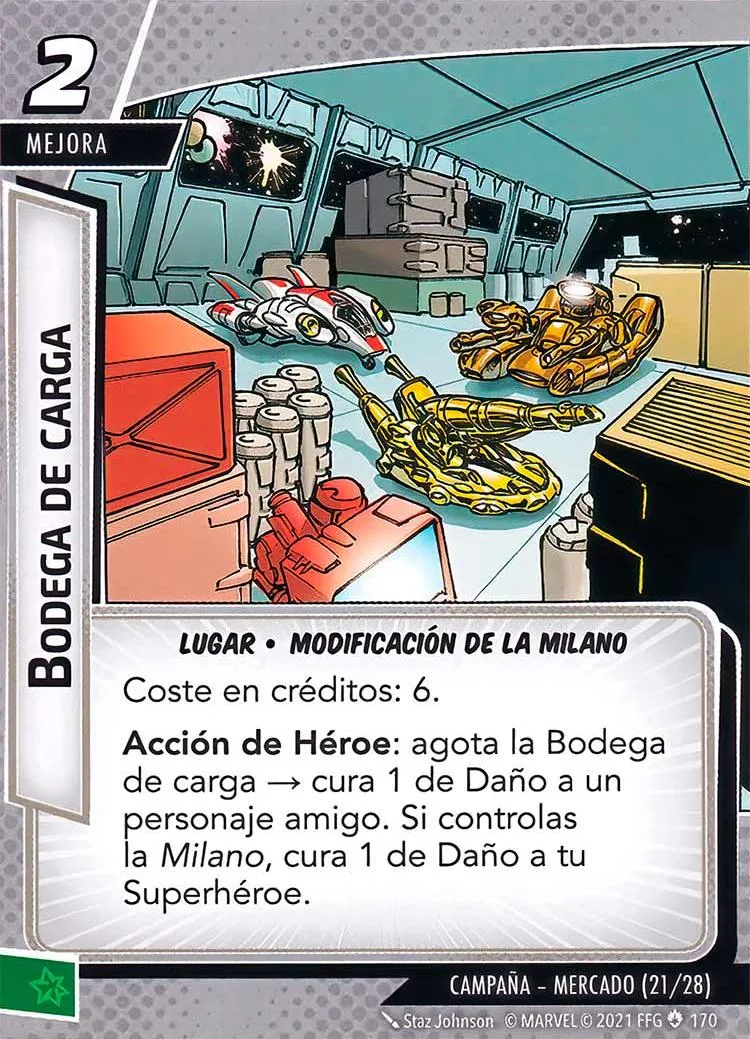 2
MEJORA
BODEGA DE CARGA
LUGAR • MODIFICACIÓN DE LA MILANO
Coste en créditos: 6.
Acción de Héroe: agota la Bodega
de carga → cura 1 de Daño a un
personaje amigo. Si controlas
la Milano, cura 1 de Daño a tu
Superhéroe.
CAMPAÑA – MERCADO (21/28)
Staz Johnson © MARVEL © 2021 FFG 170